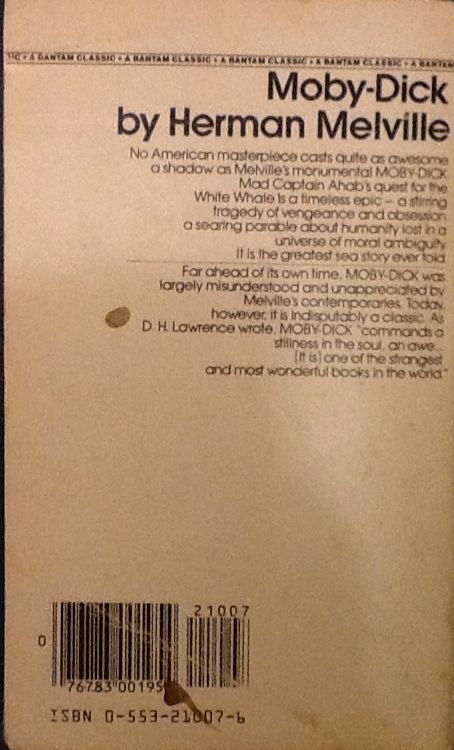 IC • A BANTAM CLASSIC • A BANTAM CLASSIC • A BANTAM CLASSIC • A BANTAM CLASSIC • A BANTAM
Moby-Dick
by Herman Melville
No American masterpiece casts quite as awesome
a shadow as Melville's monumental MOBY-DICK.
Mad Captain Ahab's quest for the
White Whale is a timeless epic – a stirring
tragedy of vengeance and obsession,
a searing parable about humanity lost in a
universe of moral ambiguity.
It is the greatest sea story ever told.
Far ahead of its own time, MOBY-DICK was
largely misunderstood and unappreciated by
Melville's contemporaries. Today,
however, it is indisputably a classic. As
D. H. Lawrence wrote, MOBY-DICK "commands a
stillness in the soul, an awe...
[It is] one of the strangest
and most wonderful books in the world."
21007
0
76783 00195
ISBN 0-553-21007-6